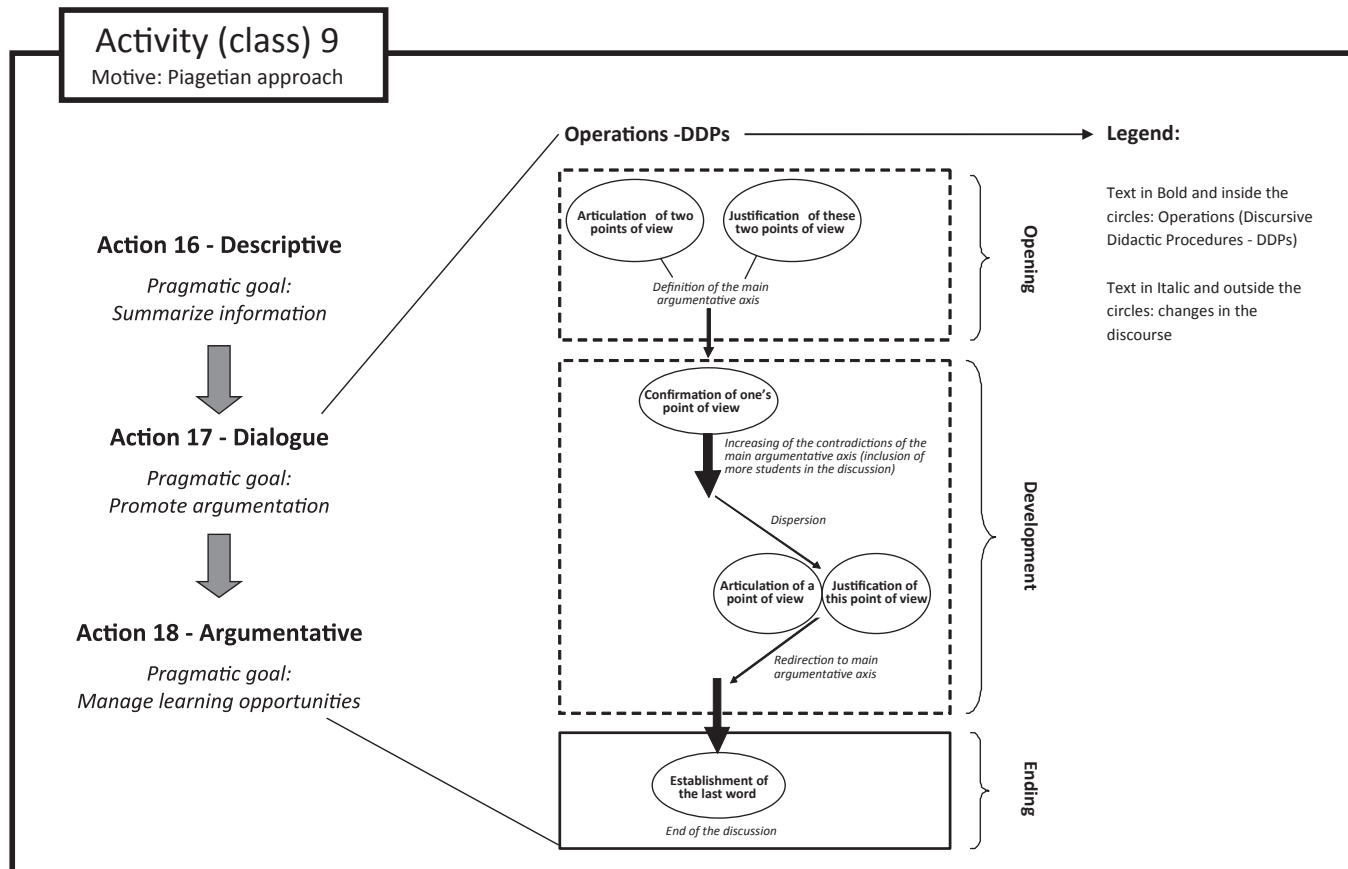 Activity (class) 9
Motive: Piagetian approach
Action 16 - Descriptive
Pragmatic goal:
Summarize information
Action 17 - Dialogue
Pragmatic goal:
Promote argumentation
Action 18 - Argumentative
Pragmatic goal:
Manage learning opportunities
Operations -DDPs
Articulation of two
points of view
Justification of these
two points of view
Definition of the main
argumentative axis
Opening
Confirmation of one's
point of view
Increasing of the contradictions of the
main argumentative axis (inclusion of
more students in the discussion)
Dispersion
Articulation of a
point of view
Justification of
this point of view
Redirection to main
argumentative axis
Development
Establishment of
the last word
End of the discussion
Ending
Legend:
Text in Bold and inside the
circles: Operations (Discursive
Didactic Procedures - DDPs)
Text in Italic and outside the
circles: changes in the
discourse